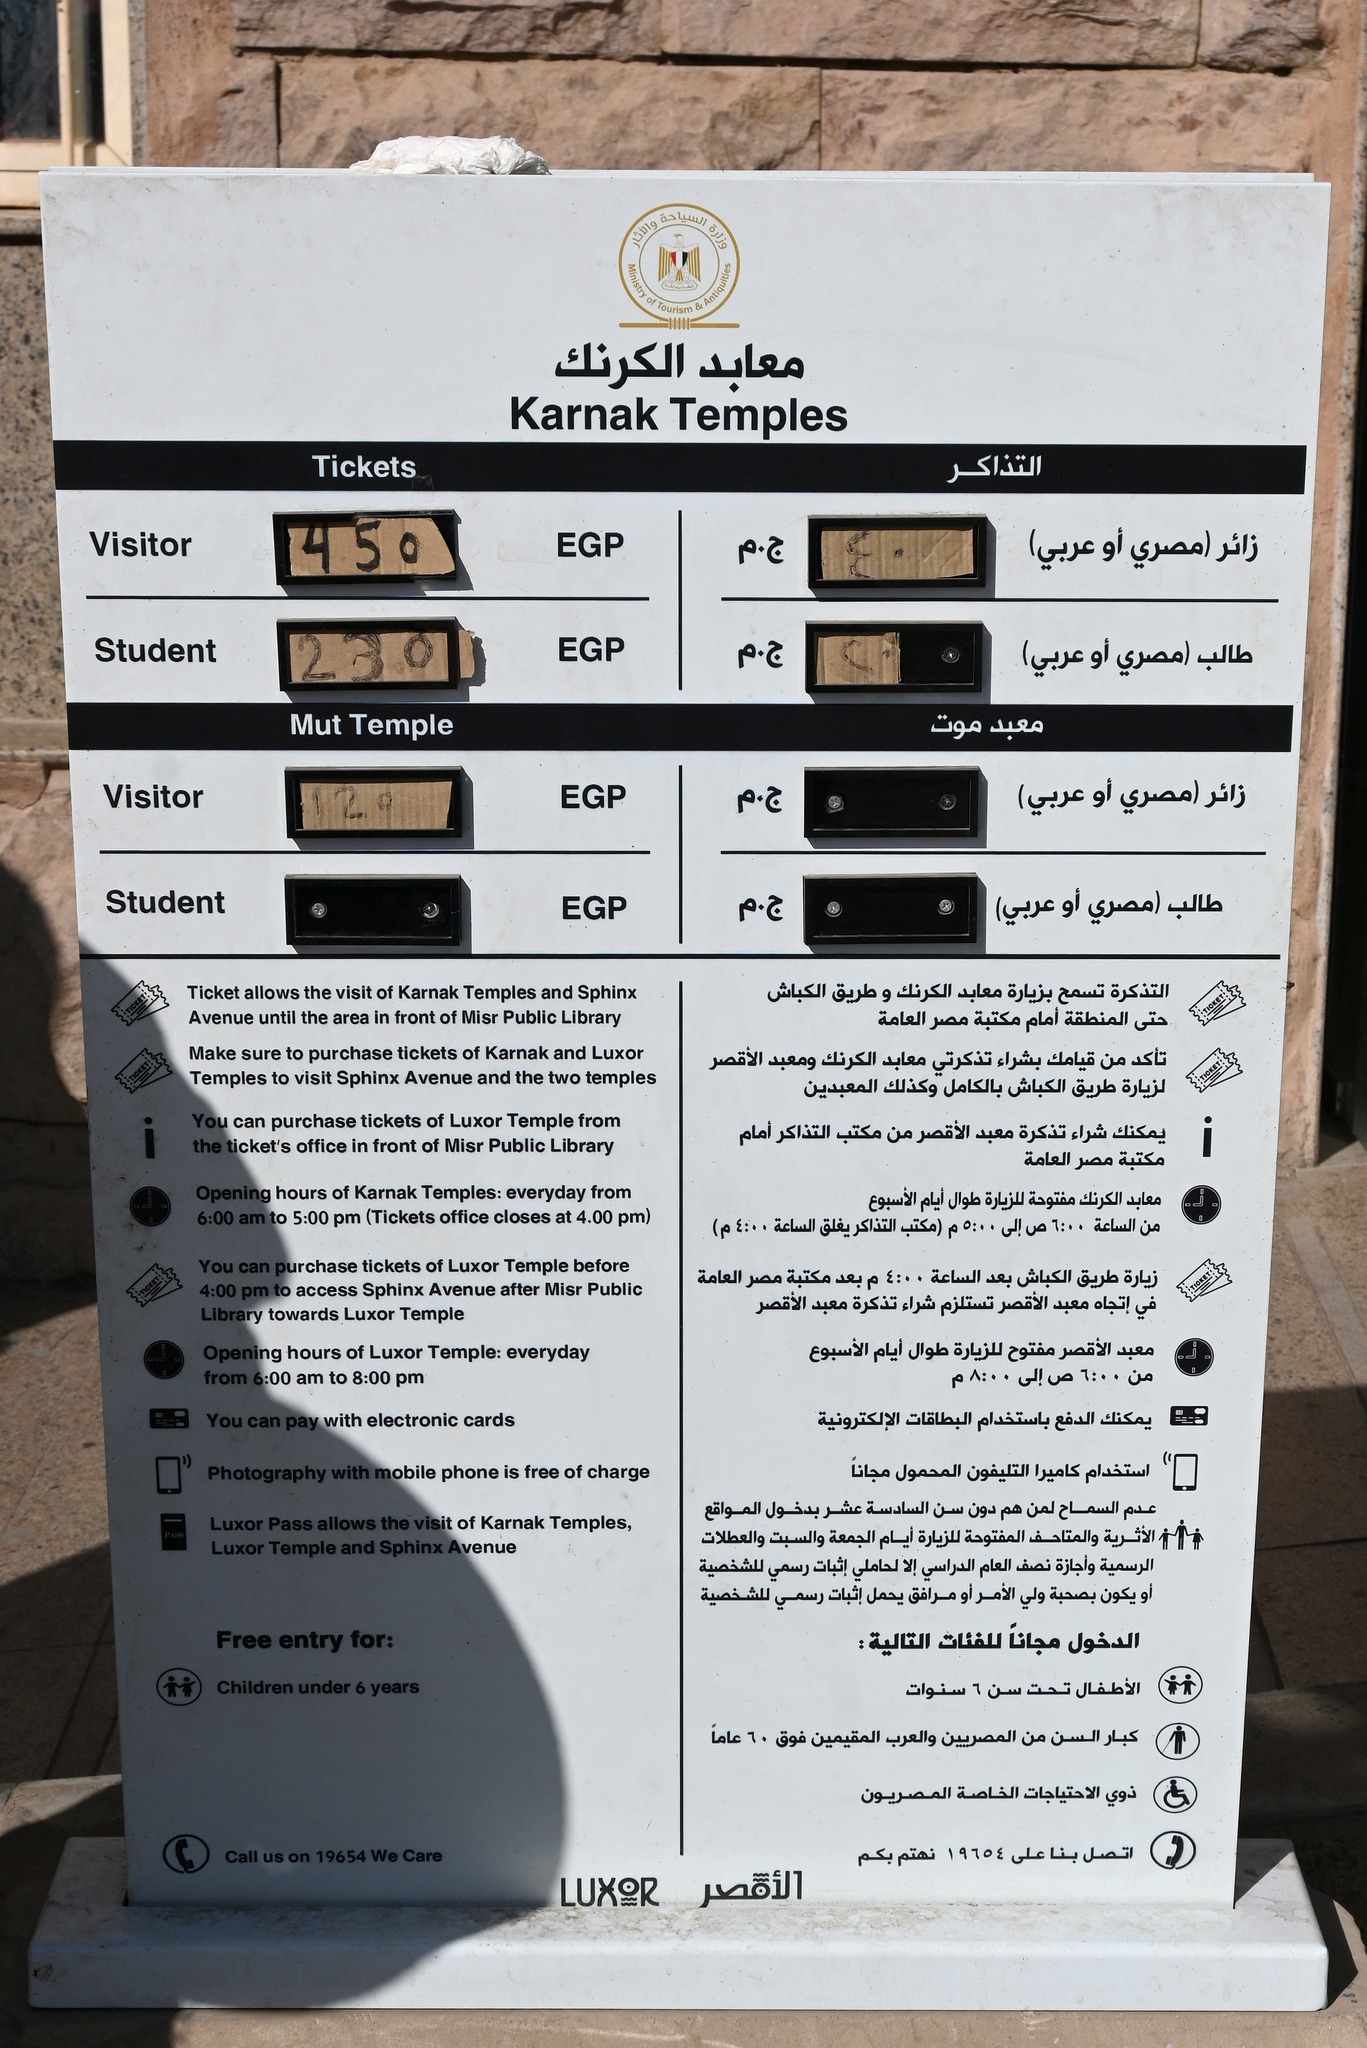 وزارة السياحة والآثار
Ministry of Tourism & Antiquities
معابد الكرنك
Karnak Temples
Tickets
التذاكـر
Visitor 450 EGP
ج.م زائر (مصري أو عربي)
Student 230 EGP
ج.م طالب (مصري أو عربي)
Mut Temple
معبد موت
Visitor 120 EGP
ج.م زائر (مصري أو عربي)
Student EGP
ج.م طالب (مصري أو عربي)
TICKET
Ticket allows the visit of Karnak Temples and Sphinx
Avenue until the area in front of Misr Public Library
TICKET
Make sure to purchase tickets of Karnak and Luxor
Temples to visit Sphinx Avenue and the two temples
You can purchase tickets of Luxor Temple from
the ticket's office in front of Misr Public Library
Opening hours of Karnak Temples: everyday from
6:00 am to 5:00 pm (Tickets office closes at 4.00 pm)
TICKET
You can purchase tickets of Luxor Temple before
4:00 pm to access Sphinx Avenue after Misr Public
Library towards Luxor Temple
Opening hours of Luxor Temple: everyday
from 6:00 am to 8:00 pm
You can pay with electronic cards
Photography with mobile phone is free of charge
PASS
Luxor Pass allows the visit of Karnak Temples,
Luxor Temple and Sphinx Avenue
Free entry for:
Children under 6 years
Call us on 19654 We Care
TICKET
التذكرة تسمح بزيارة معابد الكرنك و طريق الكباش
حتى المنطقة أمام مكتبة مصر العامة
TICKET
تأكد من قيامك بشراء تذكرتي معابد الكرنك ومعبد الأقصر
لزيارة طريق الكباش بالكامل وكذلك المعبدين
يمكنك شراء تذكرة معبد الأقصر من مكتب التذاكر أمام
مكتبة مصر العامة
معابد الكرنك مفتوحة للزيارة طوال أيام الأسبوع
من الساعة ٦:٠٠ ص إلى ٥:٠٠ م (مكتب التذاكر يغلق الساعة ٤:٠٠ م)
TICKET
زيارة طريق الكباش بعد الساعة ٤:٠٠ م بعد مكتبة مصر العامة
في إتجاه معبد الأقصر تستلزم شراء تذكرة معبد الأقصر
معبد الأقصر مفتوح للزيارة طوال أيام الأسبوع
من ٦:٠٠ ص إلى ٨:٠٠ م
يمكنك الدفع باستخدام البطاقات الإلكترونية
استخدام كاميرا التليفون المحمول مجاناً
عدم السماح لمن هم دون سن السادسة عشر بدخول المواقع
الأثرية والمتاحف المفتوحة للزيارة أيام الجمعة والسبت والعطلات
الرسمية وأجازة نصف العام الدراسي إلا لحاملي إثبات رسمي للشخصية
أو يكون بصحبة ولي الأمر أو مرافق يحمل إثبات رسمي للشخصية
الدخول مجاناً للفئات التالية:
الأطفال تحت سن ٦ سنوات
كبار السن من المصريين والعرب المقيمين فوق ٦٠ عاماً
ذوي الاحتياجات الخاصة المصريون
اتصل بنا على ١٩٦٥٤ نهتم بكم
LUXOR الأقصر